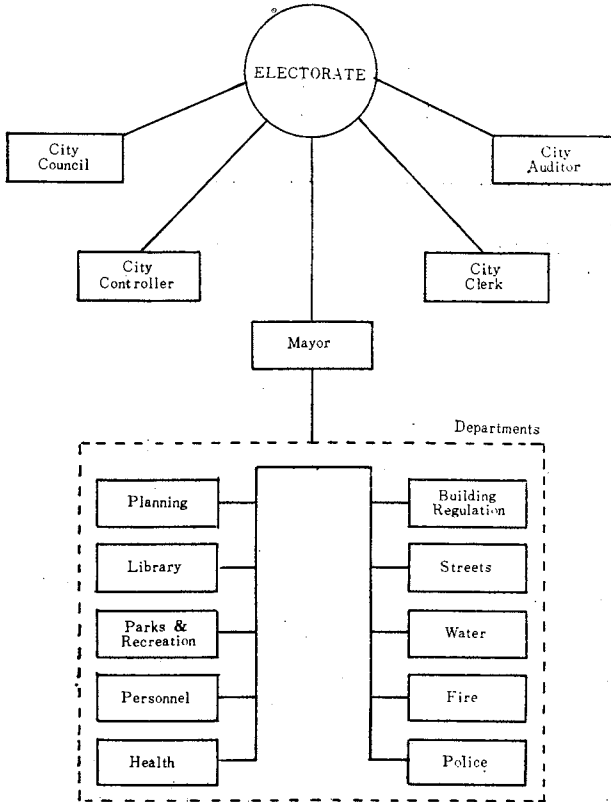 ELECTORATE
City
Council
City
Auditor
City
Controller
City
Clerk
Mayor
Departments
Planning
Building
Regulation
Library
Streets
Parks &
Recreation
Water
Personnel
Fire
Health
Police